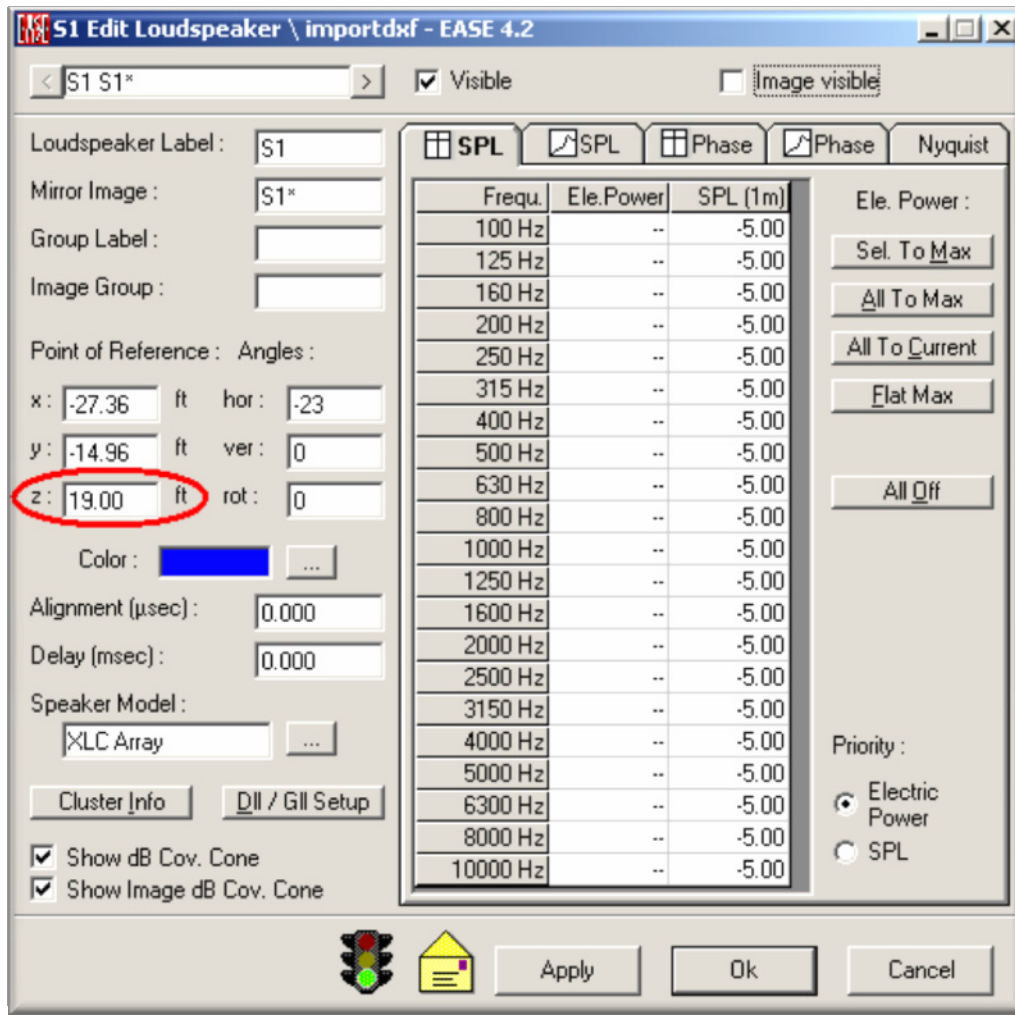 S1 Edit Loudspeaker \ importdxf - EASE 4.2
< S1 S1* >
Visible
Image visible
Loudspeaker Label : S1
Mirror Image : S1*
Group Label :
Image Group :
Point of Reference : Angles :
x : -27.36 ft hor : -23
y : -14.96 ft ver : 0
z : 19.00 ft rot : 0
Color : ...
Alignment (µsec) : 0.000
Delay (msec) : 0.000
Speaker Model :
XLC Array ...
Cluster Info Dll / Gll Setup
Show dB Cov. Cone
Show Image dB Cov. Cone
SPL SPL Phase Phase Nyquist
Frequ. Ele.Power SPL (1m)
100 Hz -- -5.00
125 Hz -- -5.00
160 Hz -- -5.00
200 Hz -- -5.00
250 Hz -- -5.00
315 Hz -- -5.00
400 Hz -- -5.00
500 Hz -- -5.00
630 Hz -- -5.00
800 Hz -- -5.00
1000 Hz -- -5.00
1250 Hz -- -5.00
1600 Hz -- -5.00
2000 Hz -- -5.00
2500 Hz -- -5.00
3150 Hz -- -5.00
4000 Hz -- -5.00
5000 Hz -- -5.00
6300 Hz -- -5.00
8000 Hz -- -5.00
10000 Hz -- -5.00
Ele. Power :
Sel. To Max
All To Max
All To Current
Flat Max
All Off
Priority :
Electric
Power
SPL
Apply Ok Cancel